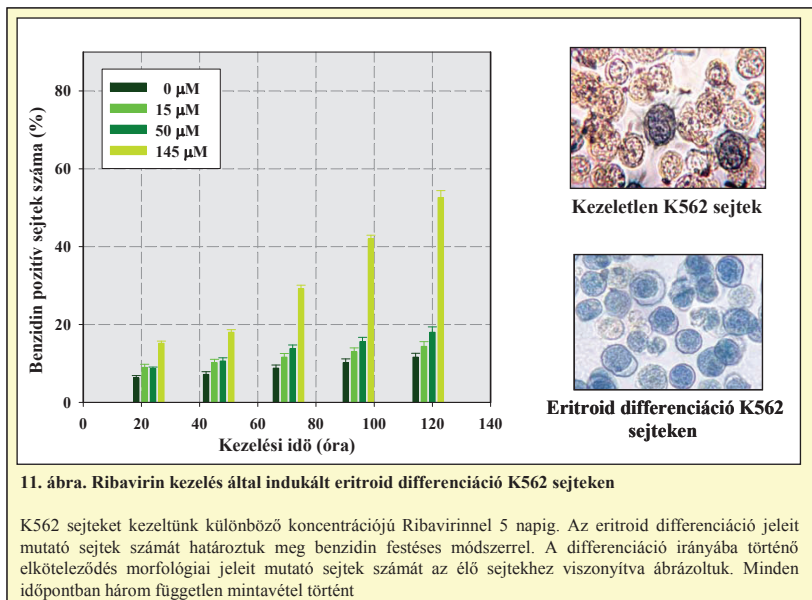 80
60
40
20
0
0 20 40 60 80 100 120 140
Benzidin pozitív sejtek száma (%)
Kezelési idö (óra)
0 μM
15 μM
50 μM
145 μM
Kezeletlen K562 sejtek
Eritroid differenciáció K562
sejteken
11. ábra. Ribavirin kezelés által indukált eritroid differenciáció K562 sejteken
K562 sejteket kezeltünk különböző koncentrációjú Ribavirinnel 5 napig. Az eritroid differenciáció jeleit
mutató sejtek számát határoztuk meg benzidin festéses módszerrel. A differenciáció irányába történő
elköteleződés morfológiai jeleit mutató sejtek számát az élő sejtekhez viszonyítva ábrázoltuk. Minden
időpontban három független mintavétel történt